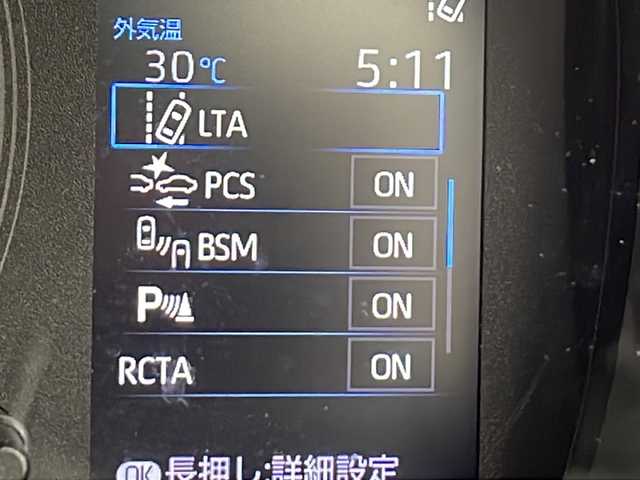 外気温
30℃ 5:11
LTA
PCS ON
BSM ON
P ON
RCTA ON
OK 長押し:詳細設定